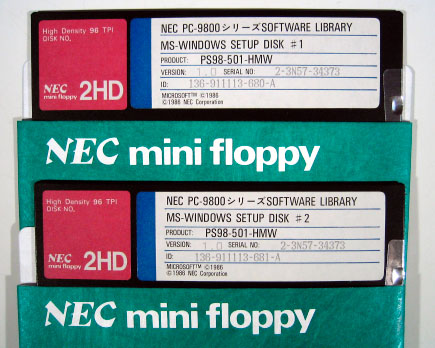 High Density 96 TPI
DISK NO.
NEC
mini floppy 2HD
NEC PC-9800シリーズSOFTWARE LIBRARY
MS-WINDOWS SETUP DISK #1
PRODUCT: PS98-501-HMW
VERSION: 1.0 SERIAL NO: 2-3N57-34373
ID: 136-911113-680-A
MICROSOFT™ ©1986
©1986 NEC Corporation
NEC mini floppy
High Density 96 TPI
DISK NO.
NEC
mini floppy 2HD
NEC PC-9800シリーズSOFTWARE LIBRARY
MS-WINDOWS SETUP DISK #2
PRODUCT: PS98-501-HMW
VERSION: 1.0 SERIAL NO: 2-3N57-34373
ID: 136-911113-681-A
MICROSOFT™ ©1986
©1986 NEC Corporation
NEC mini floppy